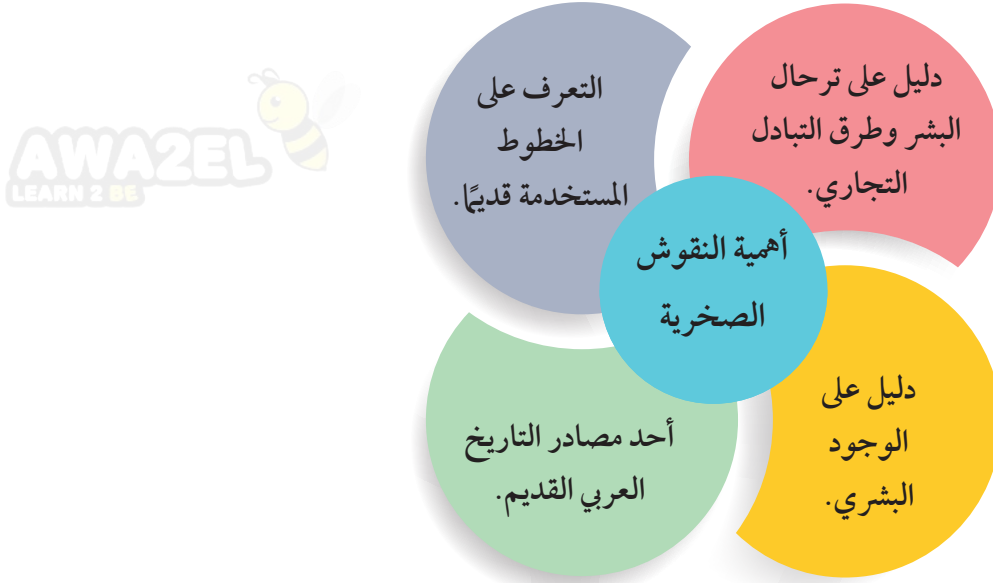 دليل على ترحال
البشر وطرق التبادل
التجاري.
التعرف على
الخطوط
المستخدمة قديمًا.
أهمية النقوش
الصخرية
دليل على
الوجود
البشري.
أحد مصادر التاريخ
العربي القديم.
AWA2EL
LEARN 2 BE